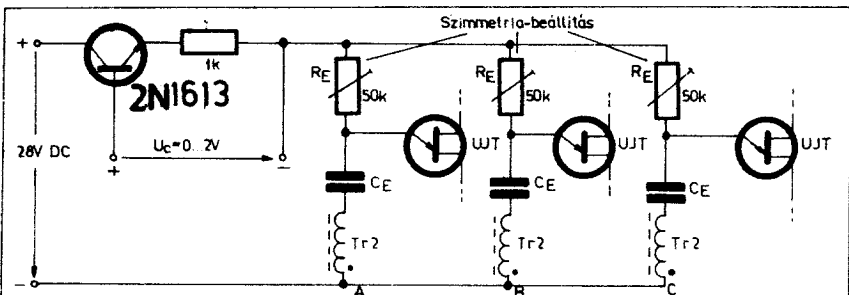 Szimmetria-beállítás
+
1k
2N1613
RE
50k
RE
50k
RE
50k
28V DC
UC=0...2V
+
-
UJT
UJT
UJT
CE
CE
CE
Tr2
Tr2
Tr2
-
A
B
C